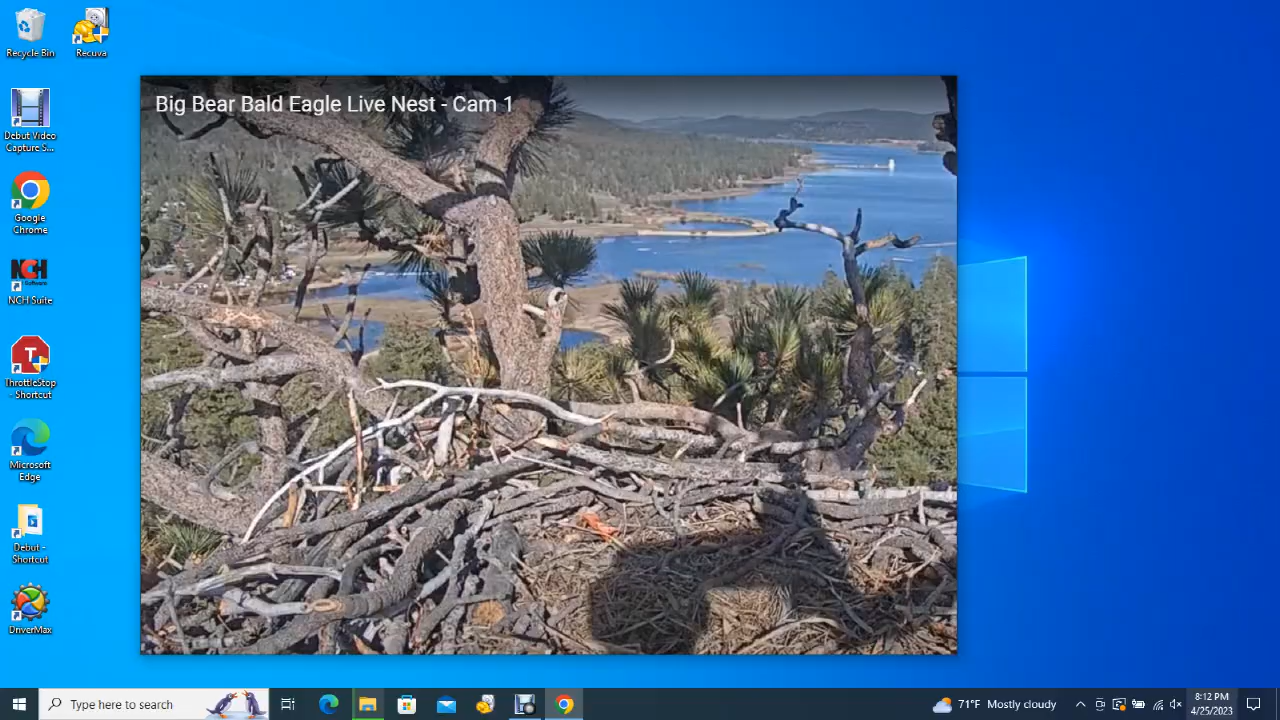 Recycle Bin
Recuva
Big Bear Bald Eagle Live Nest - Cam 1
Debut Video
Capture S...
Google
Chrome
NCH
Software
NCH Suite
T
ThrottleStop
- Shortcut
Microsoft
Edge
Debut -
Shortcut
DriverMax
Type here to search
71°F Mostly cloudy
8:12 PM
4/25/2023